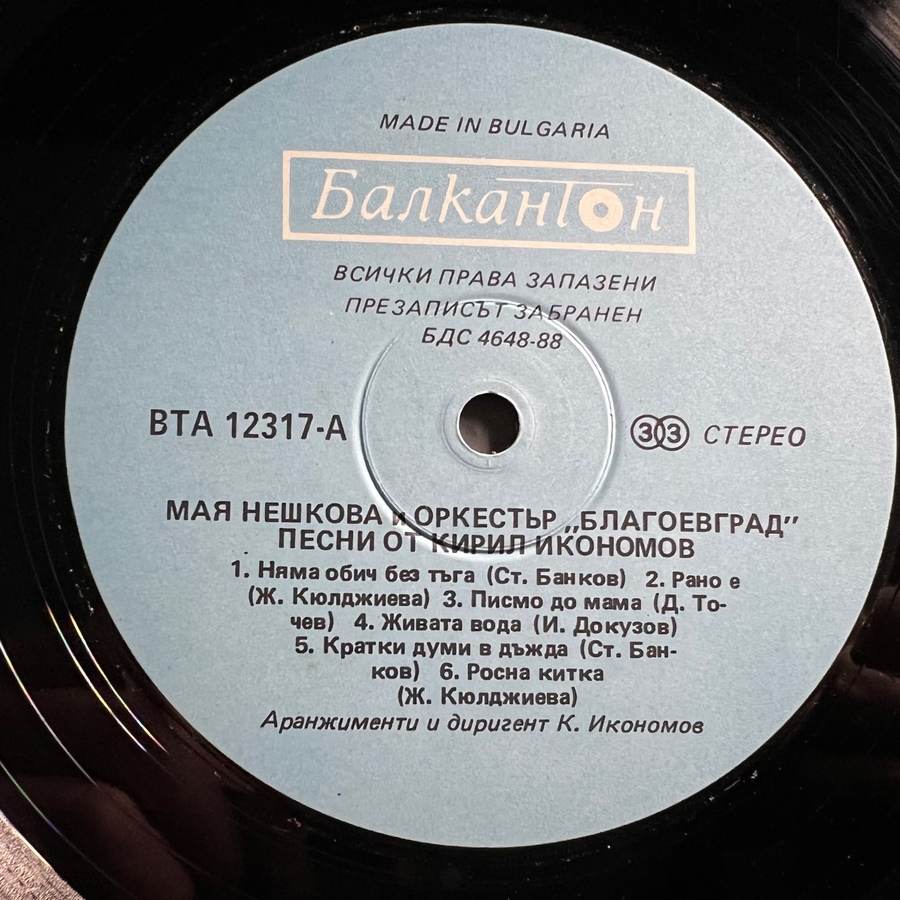 MADE IN BULGARIA
Балкантон
ВСИЧКИ ПРАВА ЗАПАЗЕНИ
ПРЕЗАПИСЪТ ЗАБРАНЕН
БДС 4648-88
ВТА 12317-А
33 СТЕРЕО
МАЯ НЕШКОВА и ОРКЕСТЪР „БЛАГОЕВГРАД”
ПЕСНИ ОТ КИРИЛ ИКОНОМОВ
1. Няма обич без тъга (Ст. Банков) 2. Рано е
(Ж. Кюлджиева) 3. Писмо до мама (Д. То-
чев) 4. Живата вода (И. Докузов)
5. Кратки думи в дъжда (Ст. Бан-
ков) 6. Росна китка
(Ж. Кюлджиева)
Аранжименти и диригент К. Икономов